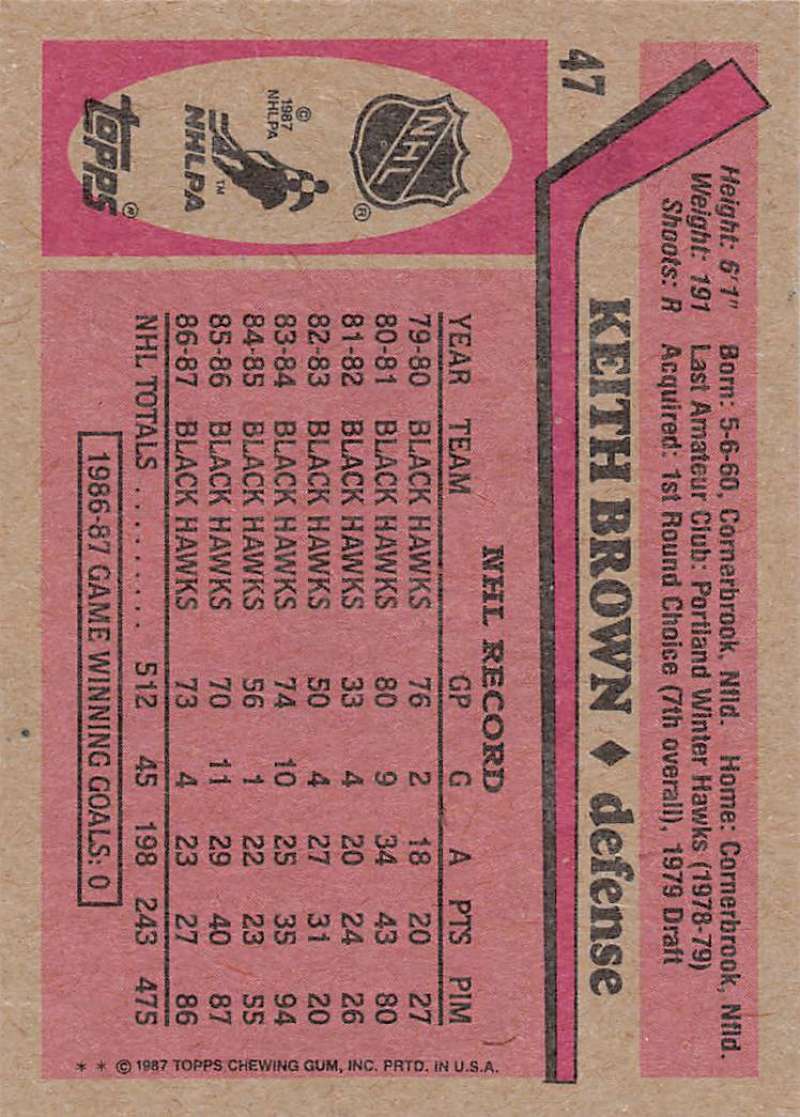 47
Height: 6'1" Born: 5-6-60, Cornerbrook, Nfld. Home: Cornerbrook, Nfld.
Weight: 191 Last Amateur Club: Portland Winter Hawks (1978-79)
Shoots: R Acquired: 1st Round Choice (7th overall), 1979 Draft
KEITH BROWN ♦ defense
NHL ®
© 1987 NHLPA
NHLPA ™
TOPPS ®
NHL RECORD
YEAR TEAM GP G A PTS PIM
79-80 BLACK HAWKS 76 2 18 20 27
80-81 BLACK HAWKS 80 9 34 43 80
81-82 BLACK HAWKS 33 4 20 24 26
82-83 BLACK HAWKS 50 4 27 31 20
83-84 BLACK HAWKS 74 10 25 35 94
84-85 BLACK HAWKS 56 1 22 23 55
85-86 BLACK HAWKS 70 11 29 40 87
86-87 BLACK HAWKS 73 4 23 27 86
NHL TOTALS .......... 512 45 198 243 475
1986-87 GAME WINNING GOALS: 0
* * © 1987 TOPPS CHEWING GUM, INC. PRTD. IN U.S.A.